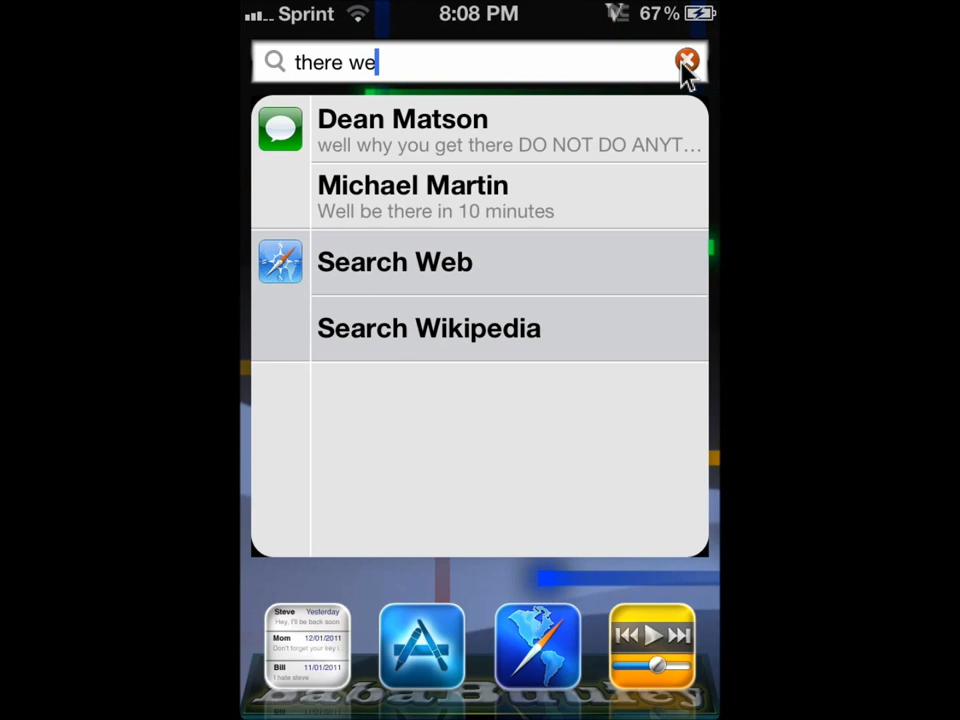 Sprint 8:08 PM 67%
there we
Dean Matson
well why you get there DO NOT DO ANYT...
Michael Martin
Well be there in 10 minutes
Search Web
Search Wikipedia
Steve Yesterday
Hey, I'll be back soon
Mom 12/01/2011
Don't forget your key i..
Bill 11/01/2011
I hate steve